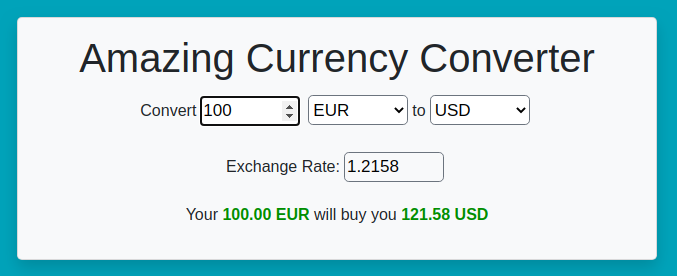 Amazing Currency Converter
Convert 100 EUR to USD
Exchange Rate: 1.2158
Your 100.00 EUR will buy you 121.58 USD